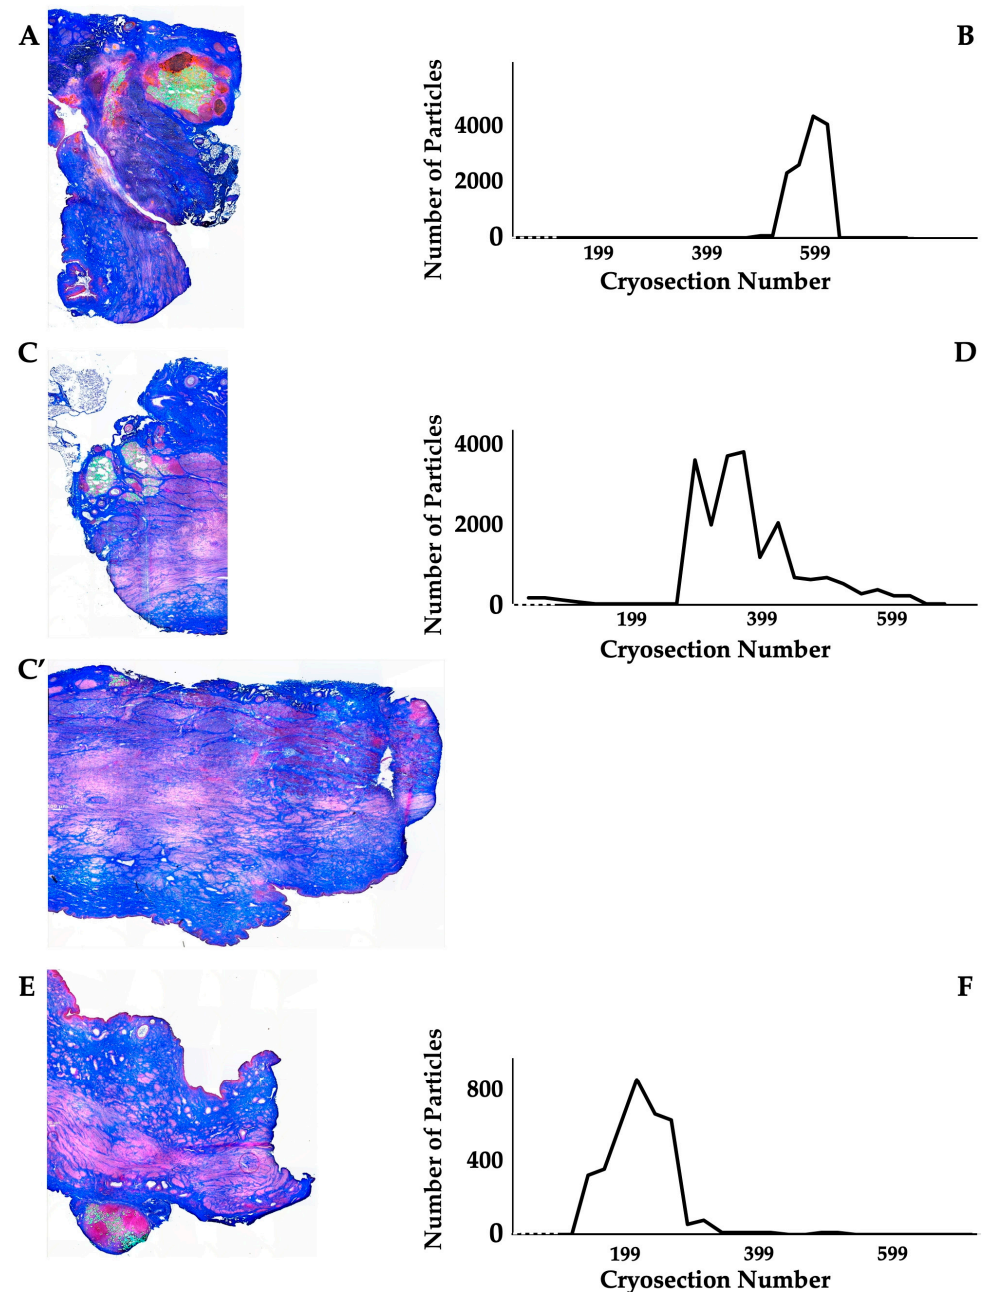 A
B
Number of Particles
4000
2000
0
199 399 599
Cryosection Number
C
D
Number of Particles
4000
2000
0
199 399 599
Cryosection Number
C′
E
F
Number of Particles
800
400
0
199 399 599
Cryosection Number